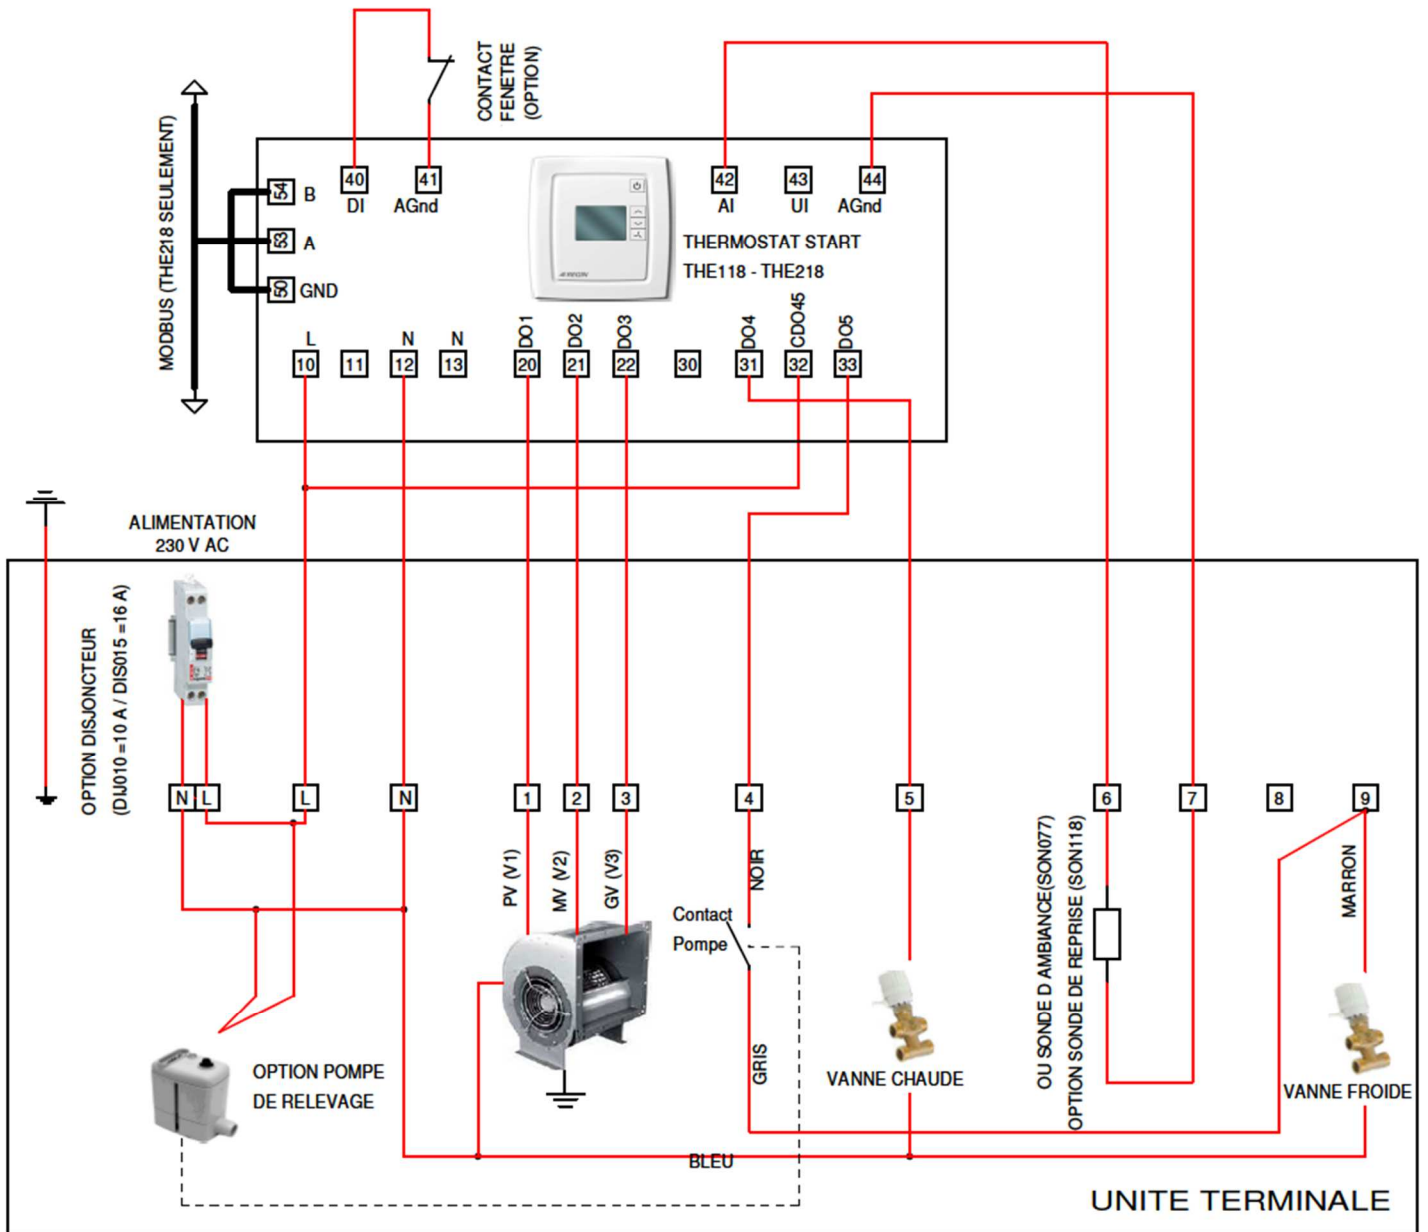 CONTACT
FENETRE
(OPTION)
MODBUS (THE218 SEULEMENT)
54 B
53 A
50 GND
40
DI
41
AGnd
42
AI
43
UI
44
AGnd
REGIN
THERMOSTAT START
THE118 - THE218
L
10
11
N
12
N
13
DO1
20
DO2
21
DO3
22
30
DO4
31
CDO45
32
DO5
33
ALIMENTATION
230 V AC
OPTION DISJONCTEUR
(DIJ010 =10 A / DIS015 =16 A)
N L L N 1 2 3 4 5 6 7 8 9
PV (V1)
MV (V2)
GV (V3)
NOIR
Contact
Pompe
GRIS
OU SONDE D AMBIANCE(SON077)
OPTION SONDE DE REPRISE (SON118)
MARRON
OPTION POMPE
DE RELEVAGE
VANNE CHAUDE
VANNE FROIDE
BLEU
UNITE TERMINALE